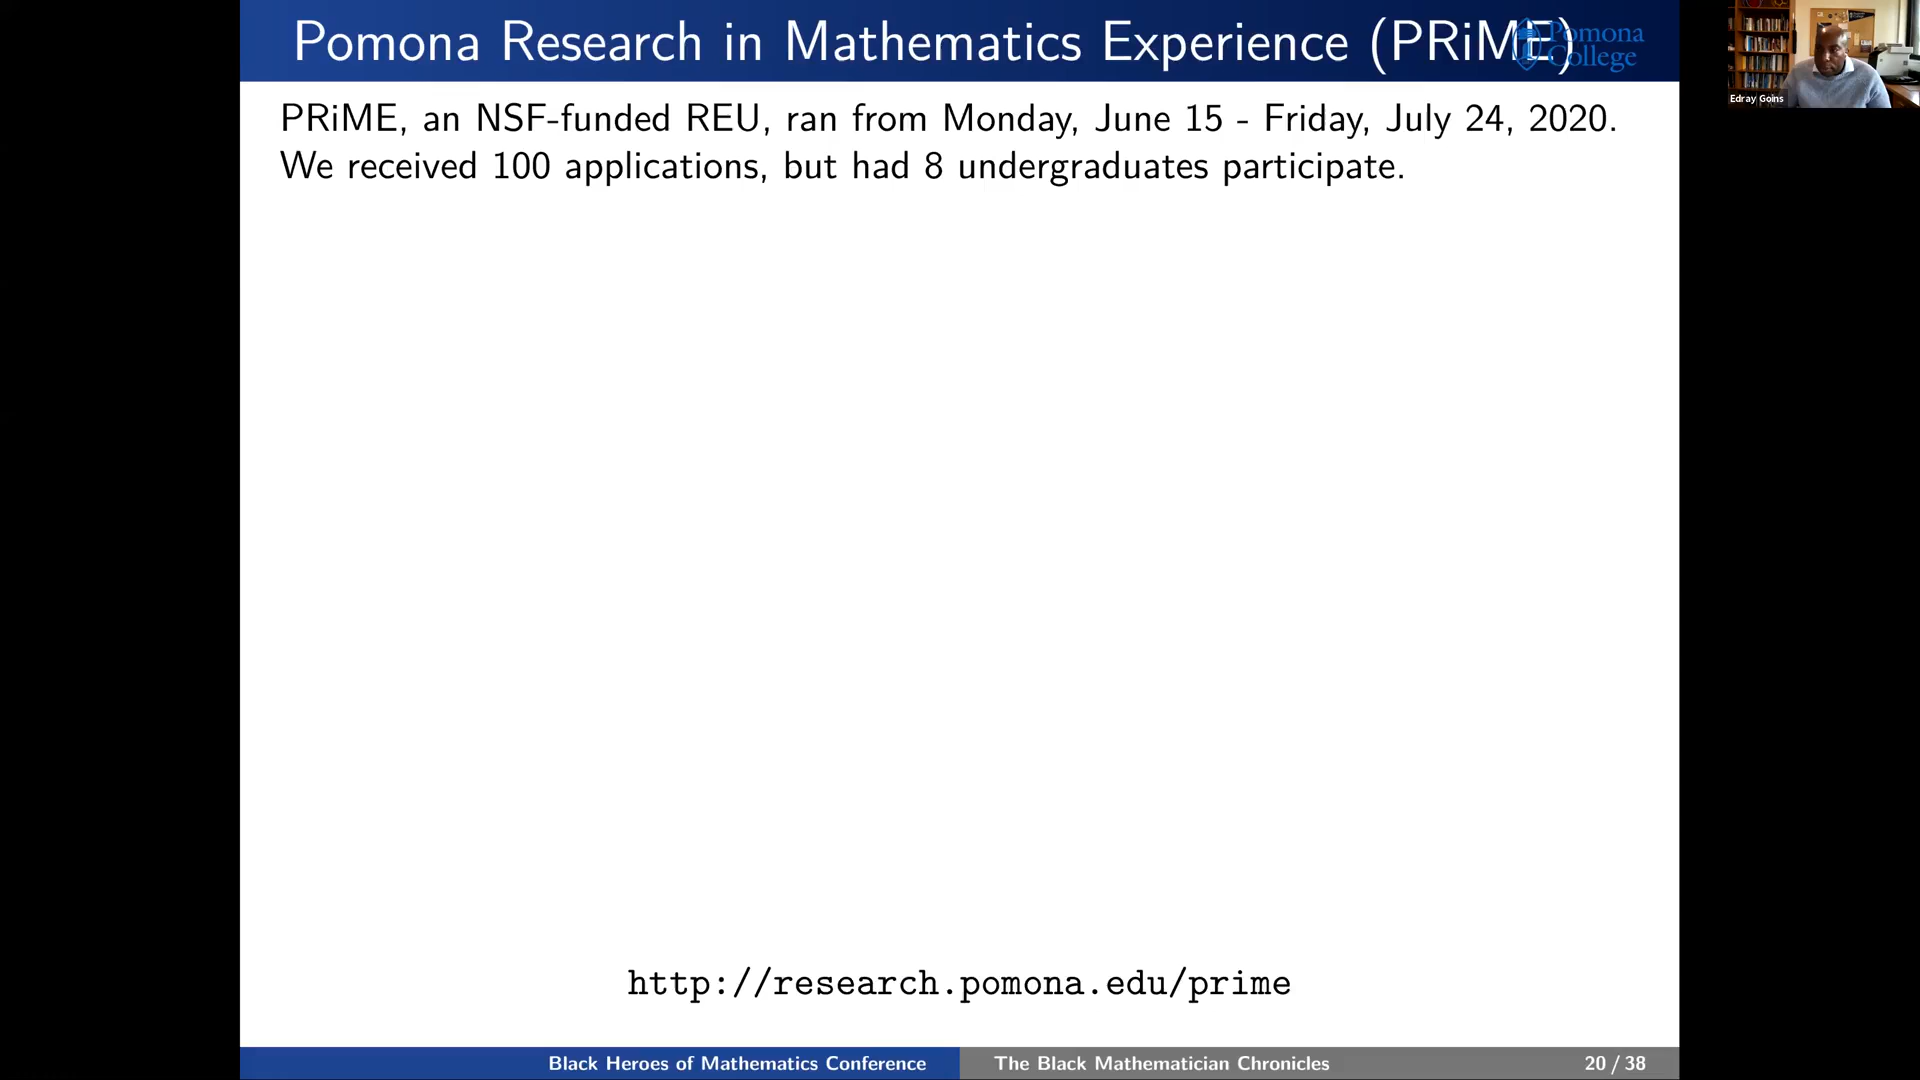 Pomona Research in Mathematics Experience (PRiME)
Pomona
College
Edray Goins
PRiME, an NSF-funded REU, ran from Monday, June 15 - Friday, July 24, 2020.
We received 100 applications, but had 8 undergraduates participate.
http://research.pomona.edu/prime
Black Heroes of Mathematics Conference
The Black Mathematician Chronicles
20 / 38